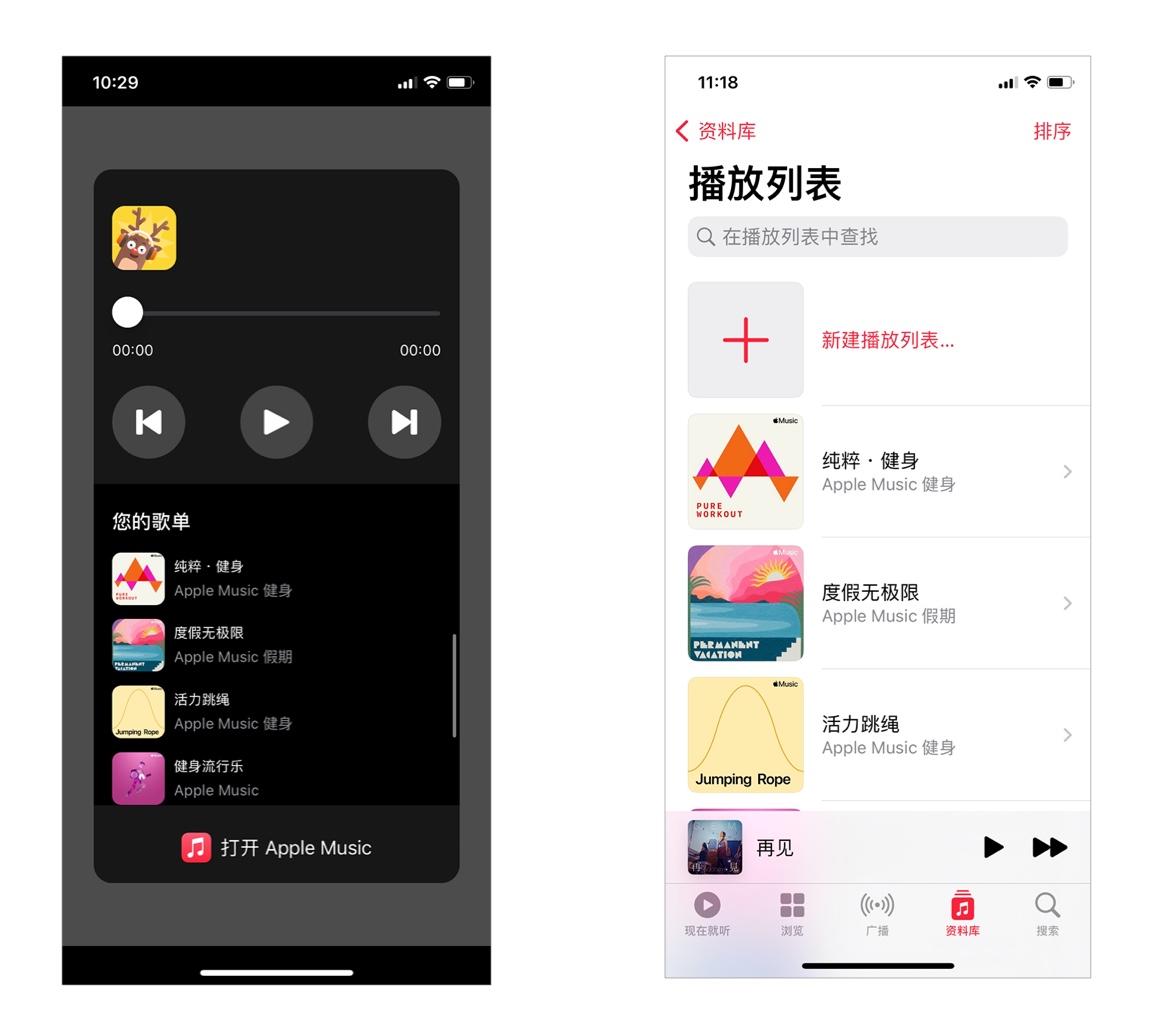 10:29
00:00
00:00
您的歌单
Music
PURE
WORKOUT
纯粹 · 健身
Apple Music 健身
PERMANENT
VACATION
度假无极限
Apple Music 假期
Jumping Rope
活力跳绳
Apple Music 健身
健身流行乐
Apple Music
打开 Apple Music
11:18
资料库
排序
播放列表
在播放列表中查找
新建播放列表...
Music
PURE
WORKOUT
纯粹 · 健身
Apple Music 健身
Music
PERMANENT
VACATION
度假无极限
Apple Music 假期
Music
Jumping Rope
活力跳绳
Apple Music 健身
再见
再见
现在就听
浏览
广播
资料库
搜索